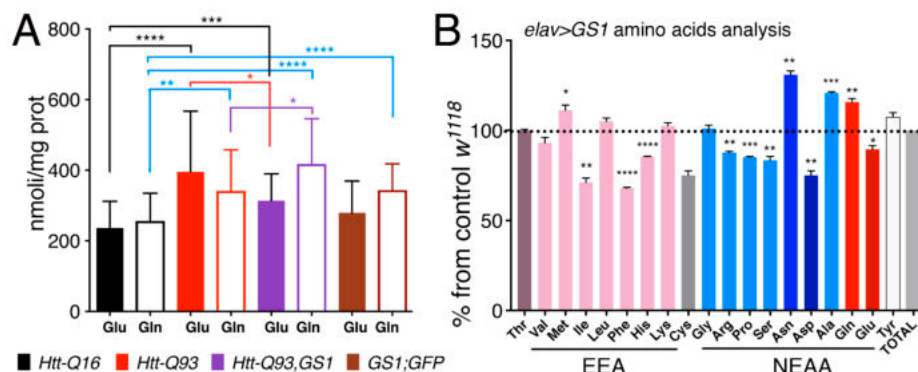 A
***
****
****
****
**
*
*
nmoli/mg prot
800
600
400
200
0
Glu Gln Glu Gln Glu Gln Glu Gln
Htt-Q16 Htt-Q93 Htt-Q93,GS1 GS1;GFP
B
elav>GS1 amino acids analysis
% from control w1118
150
100
50
0
* ** **** **** ** *** ** ** ** *** ** *
Thr Val Met Ile Leu Phe His Lys Cys Gly Arg Pro Ser Asn Asp Ala Gln Glu Tyr TOTAL
EEA NEAA